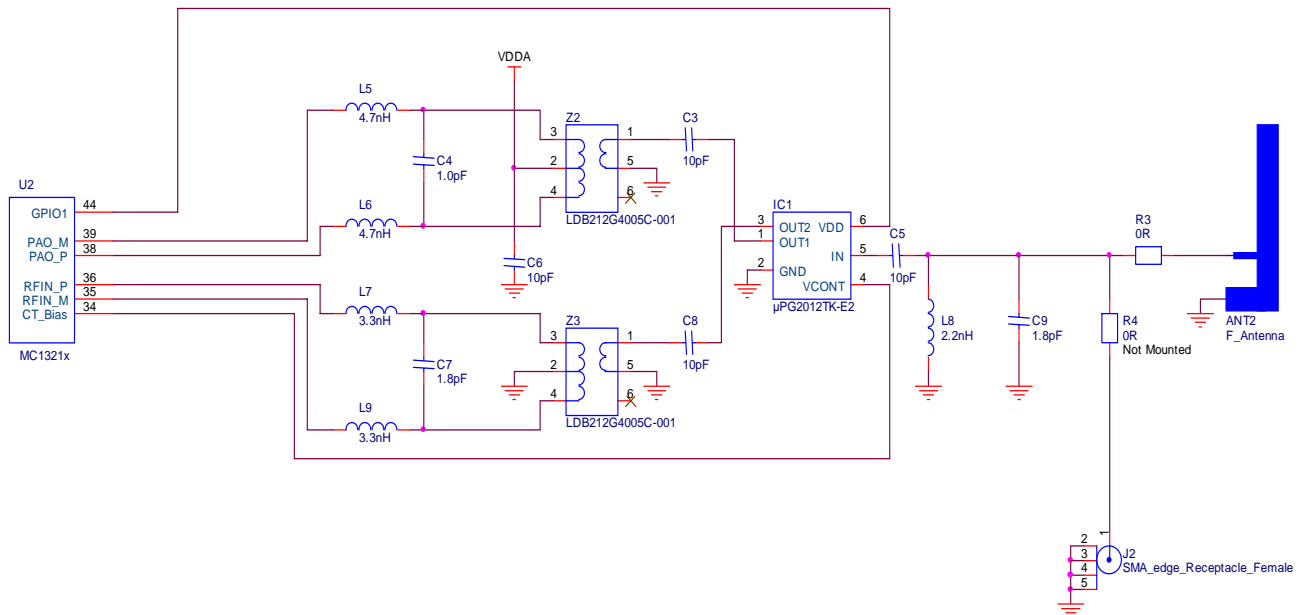 VDDA
L5
4.7nH
C4
1.0pF
L6
4.7nH
C6
10pF
Z2
3
2
4
1
5
6
LDB212G4005C-001
C3
10pF
U2
GPIO1
44
PAO_M
39
PAO_P
38
RFIN_P
36
RFIN_M
35
CT_Bias
34
MC1321x
L7
3.3nH
C7
1.8pF
L9
3.3nH
Z3
3
2
4
1
5
6
LDB212G4005C-001
C8
10pF
IC1
3
OUT2
VDD
6
1
OUT1
IN
5
2
GND
VCONT
4
µPG2012TK-E2
C5
10pF
L8
2.2nH
C9
1.8pF
R3
0R
R4
0R
Not Mounted
ANT2
F_Antenna
1
2
3
4
5
J2
SMA_edge_Receptacle_Female